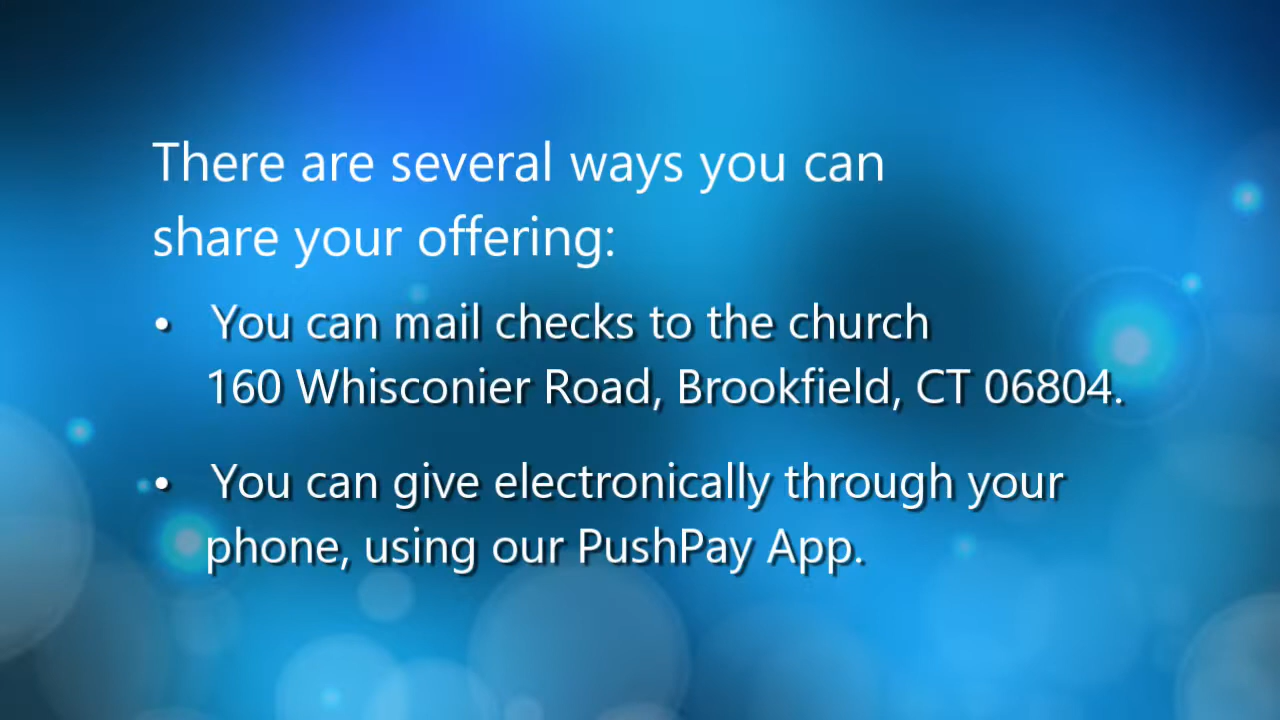 There are several ways you can
share your offering:
• You can mail checks to the church
160 Whisconier Road, Brookfield, CT 06804.
• You can give electronically through your
phone, using our PushPay App.